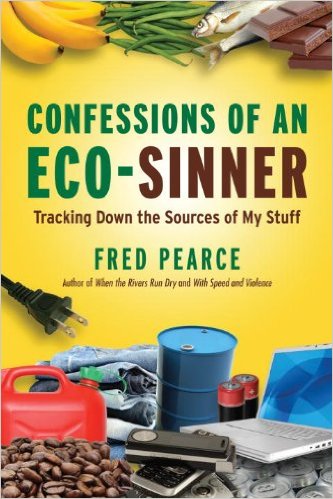 CONFESSIONS OF AN
ECO-SINNER
Tracking Down the Sources of My Stuff
FRED PEARCE
Author of When the Rivers Run Dry and With Speed and Violence